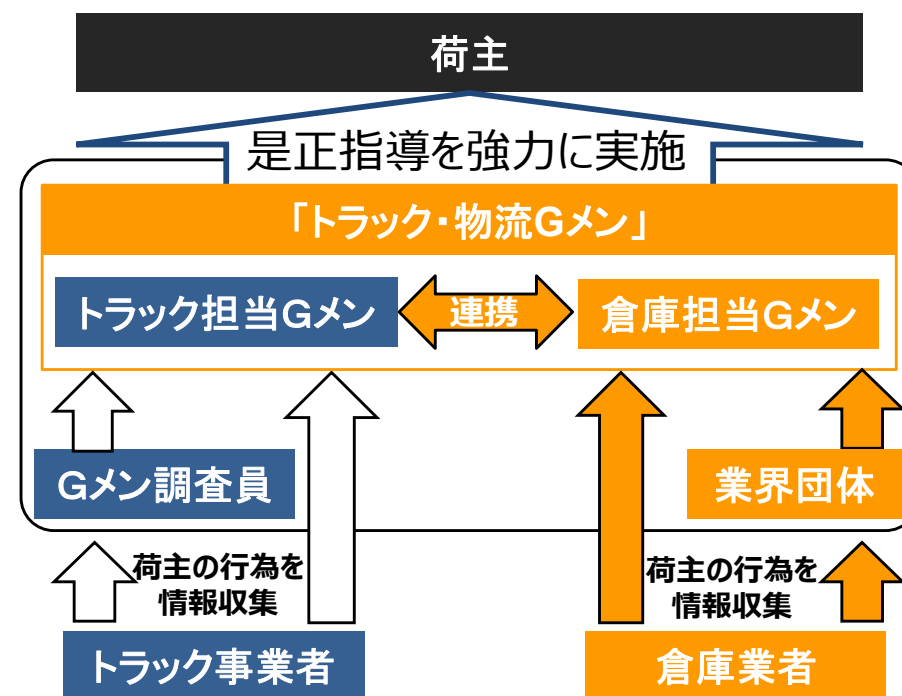 荷主
是正指導を強力に実施
「トラック・物流Gメン」
トラック担当Gメン
連携
倉庫担当Gメン
Gメン調査員
業界団体
荷主の行為を
情報収集
荷主の行為を
情報収集
トラック事業者
倉庫業者